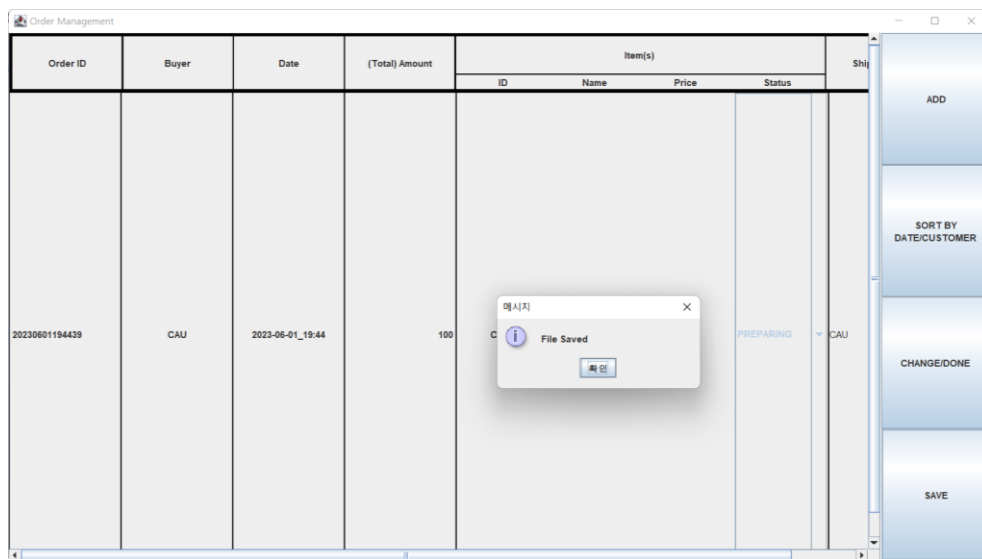 Order Management
Order ID
Buyer
Date
(Total) Amount
Item(s)
ID
Name
Price
Status
ADD
SORT BY
DATE/CUSTOMER
메시지
File Saved
확인
20230601194439
CAU
2023-06-01_19:44
100
PREPARING
CAU
CHANGE/DONE
SAVE